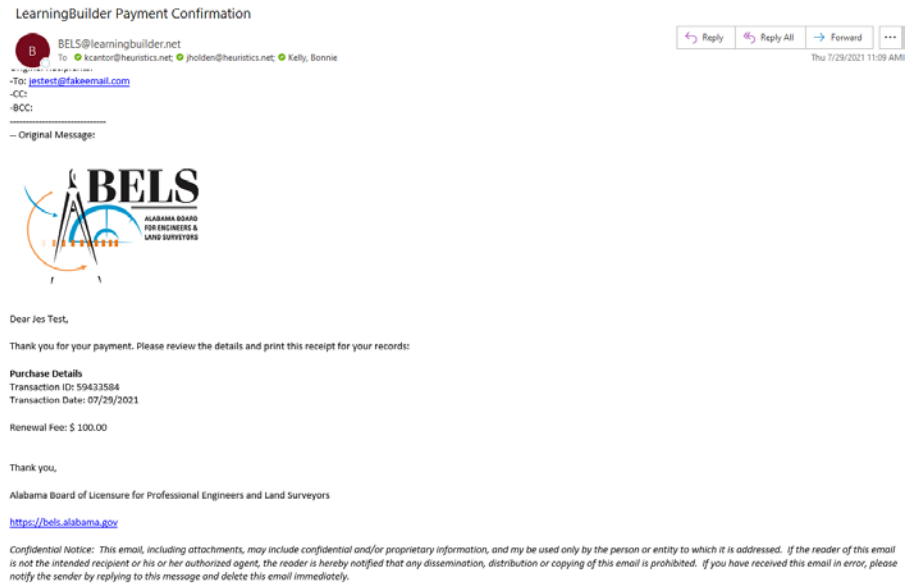 LearningBuilder Payment Confirmation
B
BELS@learningbuilder.net
To kcantor@heuristics.net; jholden@heuristics.net; Kelly, Bonnie
Reply
Reply All
Forward
...
Thu 7/29/2021 11:09 AM
-To: jestest@fakeemail.com
-CC:
-BCC:
------------------------------
-- Original Message:
BELS
ALABAMA BOARD
FOR ENGINEERS &
LAND SURVEYORS
Dear Jes Test,
Thank you for your payment. Please review the details and print this receipt for your records:
Purchase Details
Transaction ID: 59433584
Transaction Date: 07/29/2021
Renewal Fee: $ 100.00
Thank you,
Alabama Board of Licensure for Professional Engineers and Land Surveyors
https://bels.alabama.gov
Confidential Notice: This email, including attachments, may include confidential and/or proprietary information, and my be used only by the person or entity to which it is addressed. If the reader of this email
is not the intended recipient or his or her authorized agent, the reader is hereby notified that any dissemination, distribution or copying of this email is prohibited. If you have received this email in error, please
notify the sender by replying to this message and delete this email immediately.